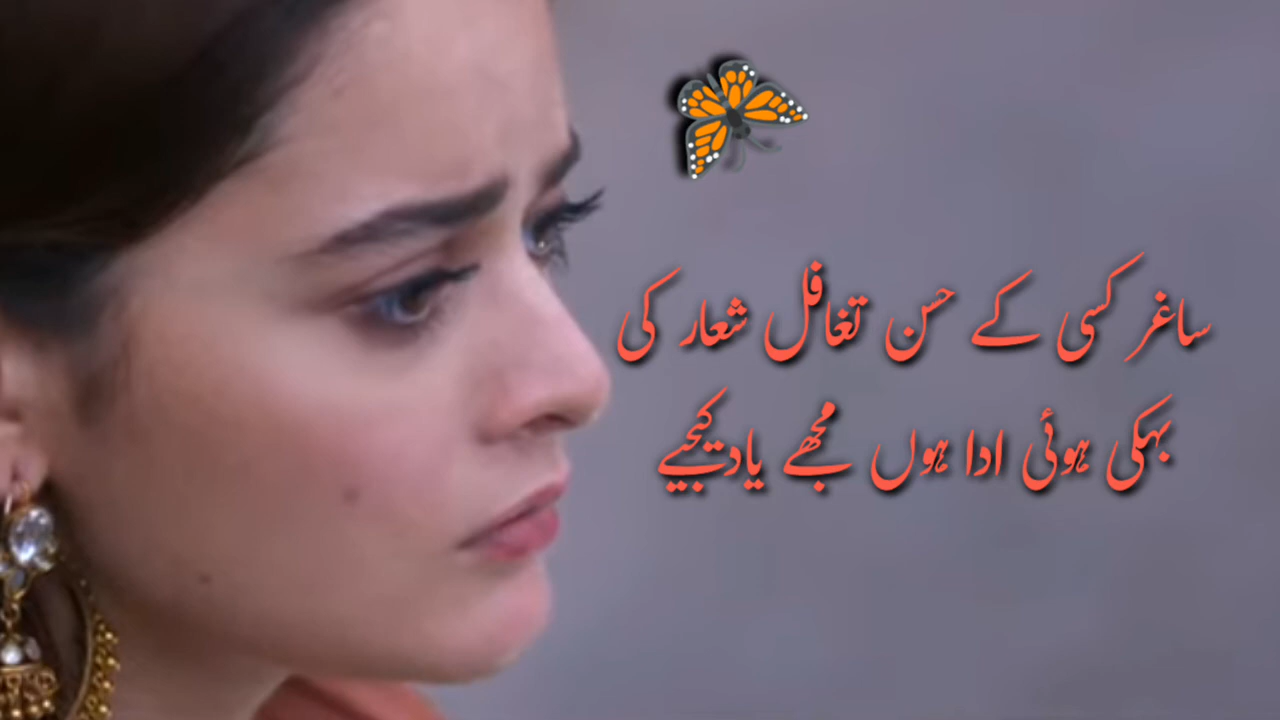 ساغر کسی کے حسن تغافل شعار کی
بہکی ہوئی ادا ہوں مجھے یاد کیجیے